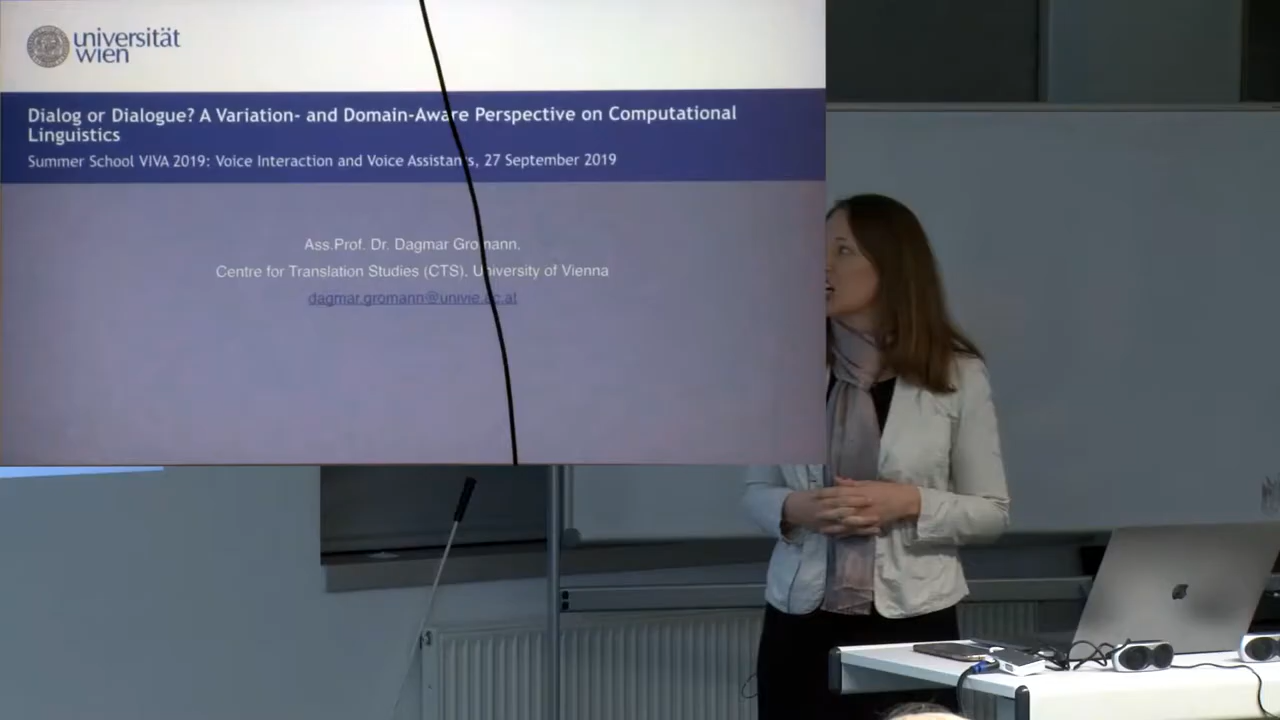 universität
wien
Dialog or Dialogue? A Variation- and Domain-Aware Perspective on Computational
Linguistics
Summer School VIVA 2019: Voice Interaction and Voice Assistants, 27 September 2019
Ass.Prof. Dr. Dagmar Gromann,
Centre for Translation Studies (CTS), University of Vienna
dagmar.gromann@univie.ac.at